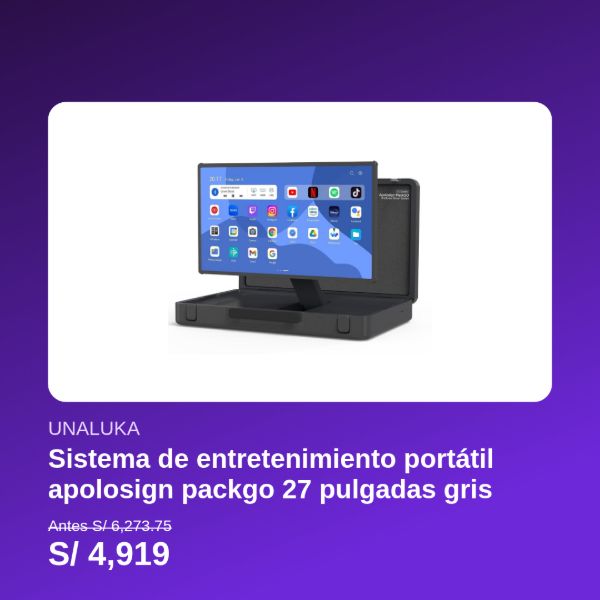 UNALUKA
Sistema de entretenimiento portátil
apolosign packgo 27 pulgadas gris
Antes S/ 6,273.75
S/ 4,919